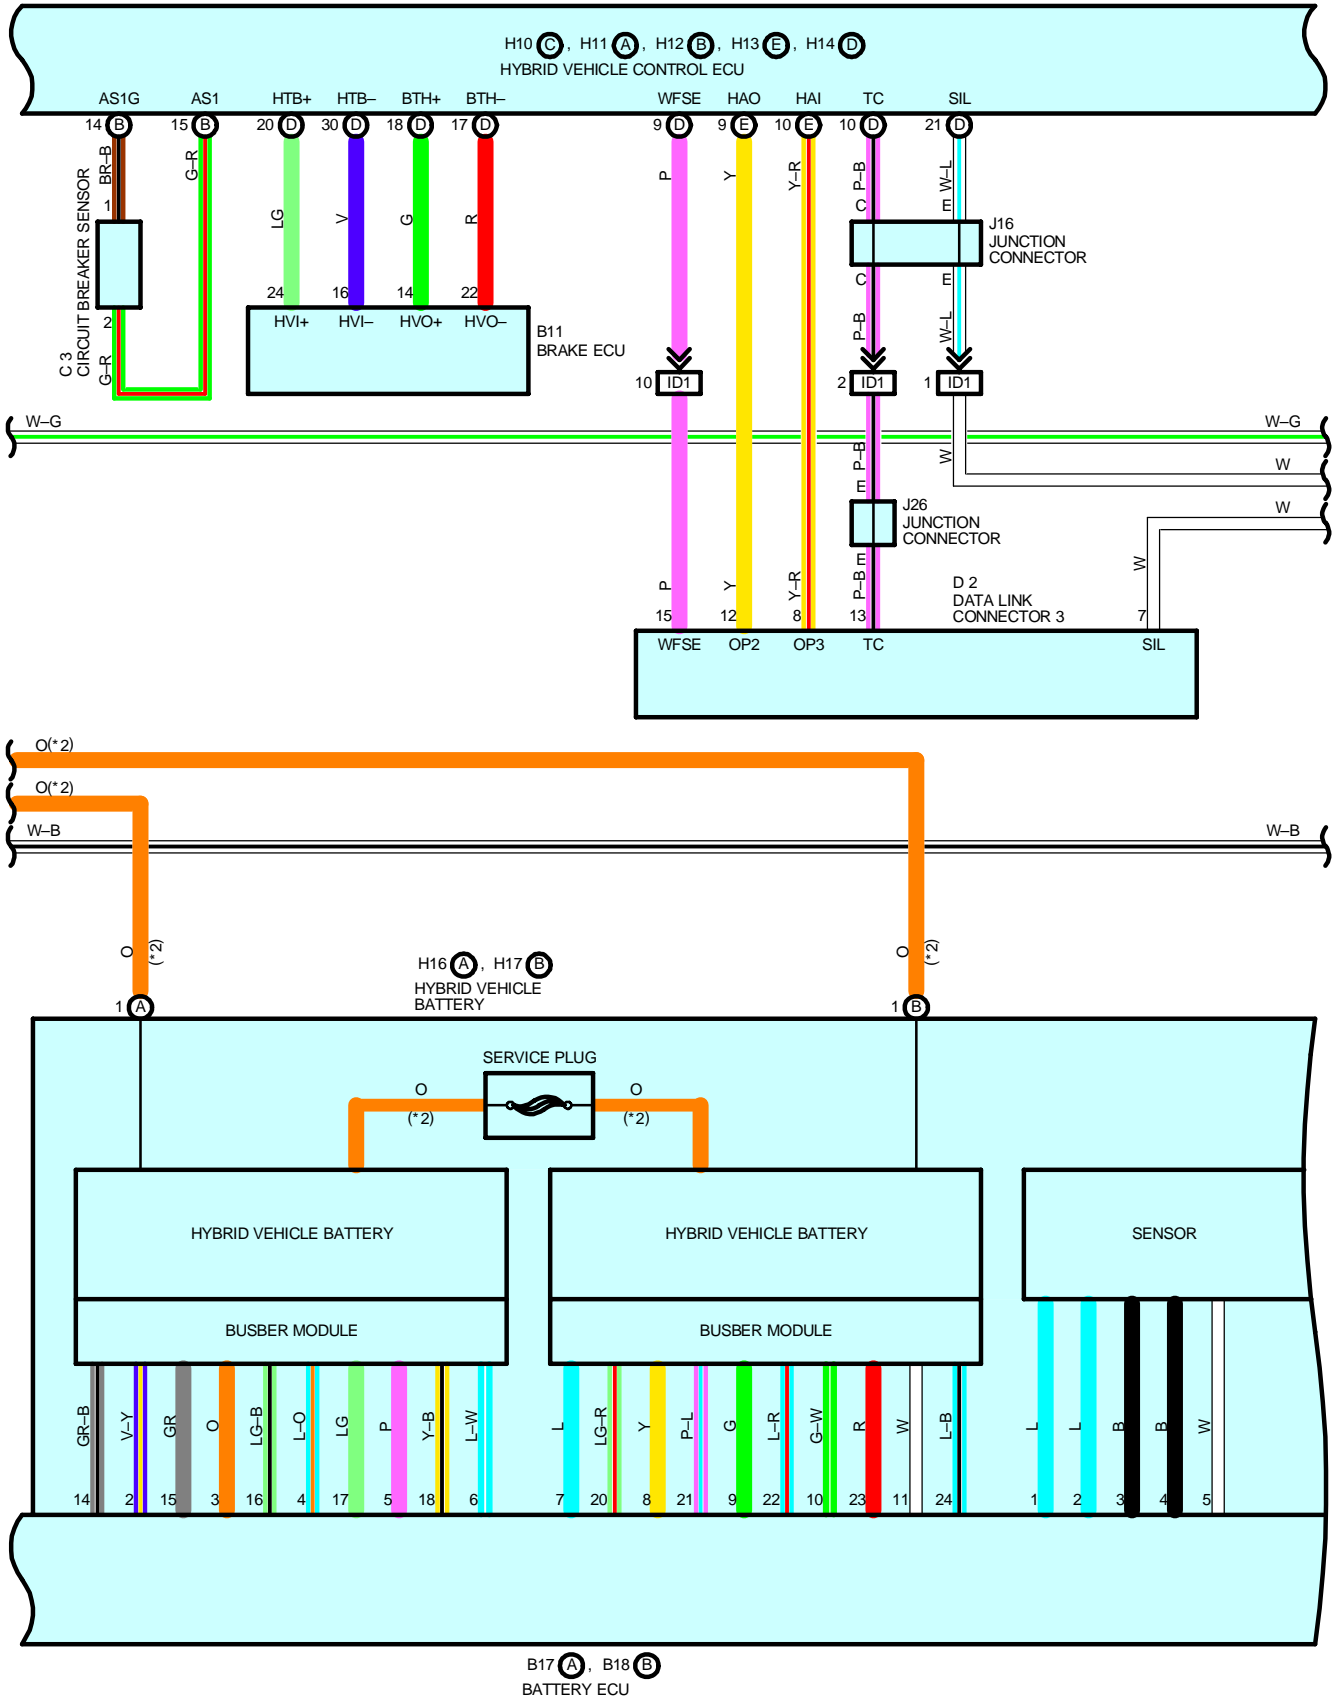 H10 C , H11 A , H12 B , H13 E , H14 D
HYBRID VEHICLE CONTROL ECU
AS1G AS1 HTB+ HTB– BTH+ BTH– WFSE HAO HAI TC SIL
14 B 15 B 20 D 30 D 18 D 17 D 9 D 9 E 10 E 10 D 21 D
BR–B G–R LG V G R P Y Y–R P–B W–L
1 C E
C 3
CIRCUIT BREAKER SENSOR
J16
JUNCTION
CONNECTOR
C E
2 24 16 14 22
HVI+ HVI– HVO+ HVO–
B11
BRAKE ECU
G–R P–B W–L
10 ID1 2 ID1 1 ID1
W–G W–G
P–B W W
E
J26
JUNCTION
CONNECTOR
W
E
P Y Y–R P–B W
D 2
DATA LINK
CONNECTOR 3
15 12 8 13 7
WFSE OP2 OP3 TC SIL
O(*2)
O(*2)
W–B W–B
O (*2) O (*2)
H16 A , H17 B
HYBRID VEHICLE
BATTERY
1 A 1 B
SERVICE PLUG
O O
(*2) (*2)
HYBRID VEHICLE BATTERY HYBRID VEHICLE BATTERY SENSOR
BUSBER MODULE BUSBER MODULE
GR–B V–Y GR O LG–B L–O LG P Y–B L–W L LG–R Y P–L G L–R G–W R W L–B L L B B W
14 2 15 3 16 4 17 5 18 6 7 20 8 21 9 22 10 23 11 24 1 2 3 4 5
B17 A , B18 B
BATTERY ECU